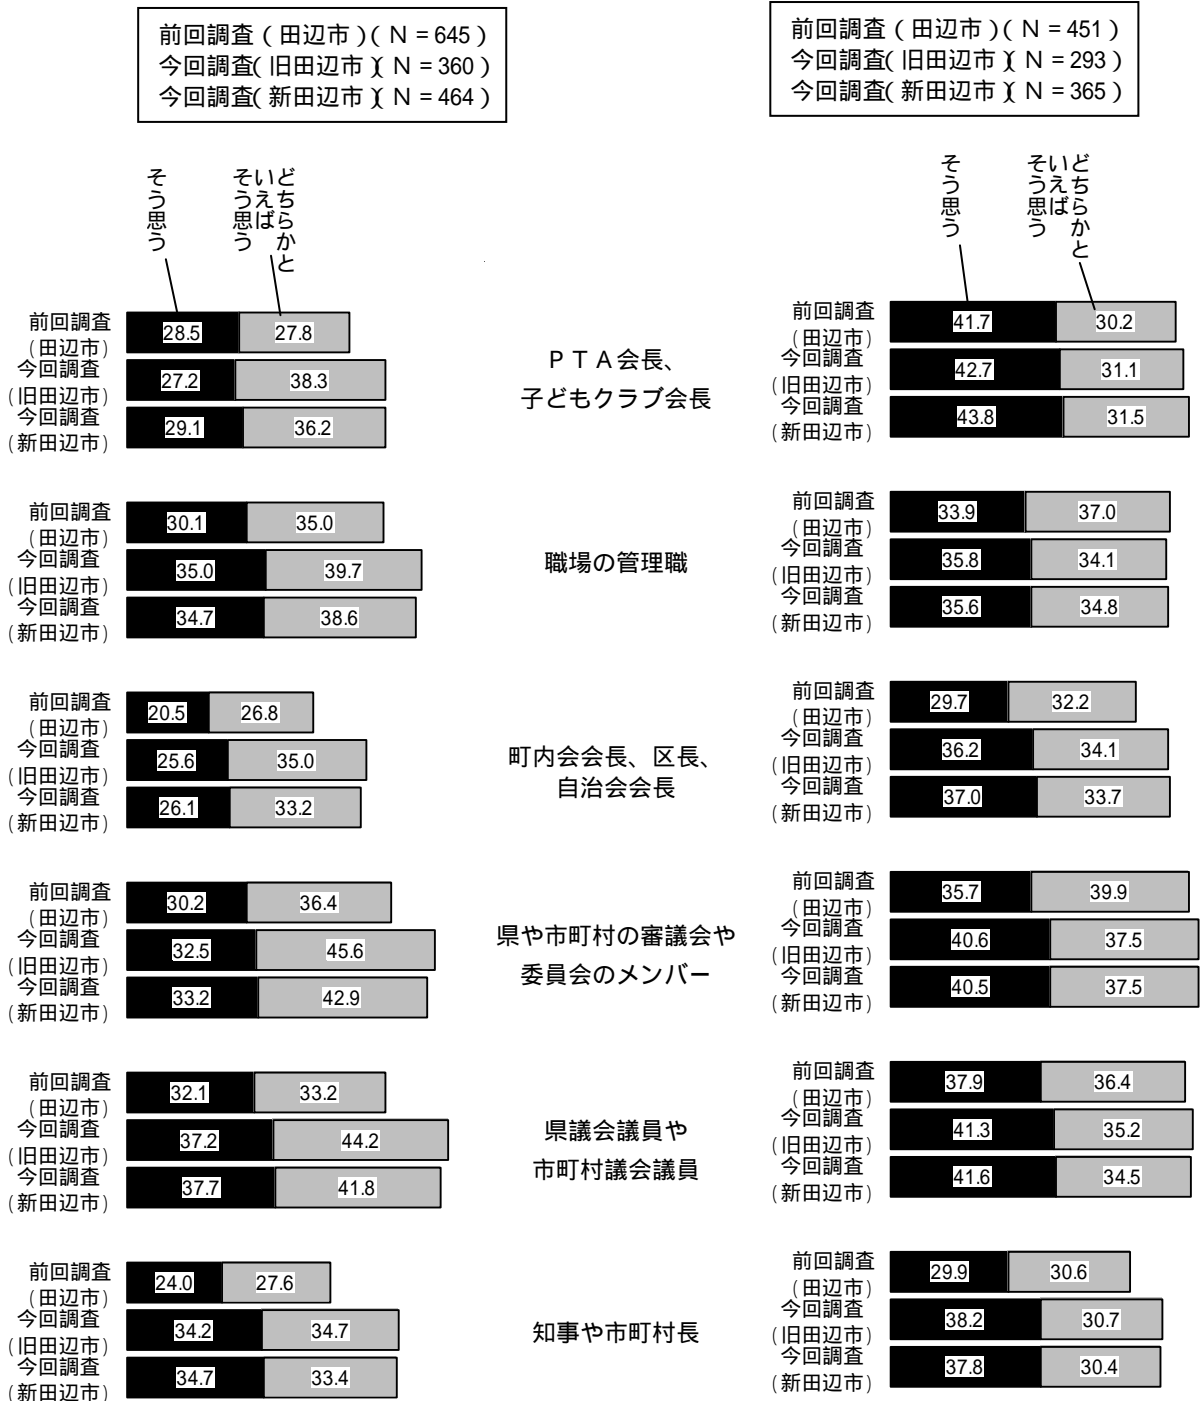 前回調査(田辺市)(N=645)
今回調査(旧田辺市)(N=360)
今回調査(新田辺市)(N=464)
前回調査(田辺市)(N=451)
今回調査(旧田辺市)(N=293)
今回調査(新田辺市)(N=365)
そう思う
どちらかと
いえば
そう思う
そう思う
どちらかと
いえば
そう思う
PTA会長、
子どもクラブ会長
前回調査
(田辺市)
28.5 27.8
今回調査
(旧田辺市)
27.2 38.3
今回調査
(新田辺市)
29.1 36.2
前回調査
(田辺市)
41.7 30.2
今回調査
(旧田辺市)
42.7 31.1
今回調査
(新田辺市)
43.8 31.5
職場の管理職
前回調査
(田辺市)
30.1 35.0
今回調査
(旧田辺市)
35.0 39.7
今回調査
(新田辺市)
34.7 38.6
前回調査
(田辺市)
33.9 37.0
今回調査
(旧田辺市)
35.8 34.1
今回調査
(新田辺市)
35.6 34.8
町内会会長、区長、
自治会会長
前回調査
(田辺市)
20.5 26.8
今回調査
(旧田辺市)
25.6 35.0
今回調査
(新田辺市)
26.1 33.2
前回調査
(田辺市)
29.7 32.2
今回調査
(旧田辺市)
36.2 34.1
今回調査
(新田辺市)
37.0 33.7
県や市町村の審議会や
委員会のメンバー
前回調査
(田辺市)
30.2 36.4
今回調査
(旧田辺市)
32.5 45.6
今回調査
(新田辺市)
33.2 42.9
前回調査
(田辺市)
35.7 39.9
今回調査
(旧田辺市)
40.6 37.5
今回調査
(新田辺市)
40.5 37.5
県議会議員や
市町村議会議員
前回調査
(田辺市)
32.1 33.2
今回調査
(旧田辺市)
37.2 44.2
今回調査
(新田辺市)
37.7 41.8
前回調査
(田辺市)
37.9 36.4
今回調査
(旧田辺市)
41.3 35.2
今回調査
(新田辺市)
41.6 34.5
知事や市町村長
前回調査
(田辺市)
24.0 27.6
今回調査
(旧田辺市)
34.2 34.7
今回調査
(新田辺市)
34.7 33.4
前回調査
(田辺市)
29.9 30.6
今回調査
(旧田辺市)
38.2 30.7
今回調査
(新田辺市)
37.8 30.4